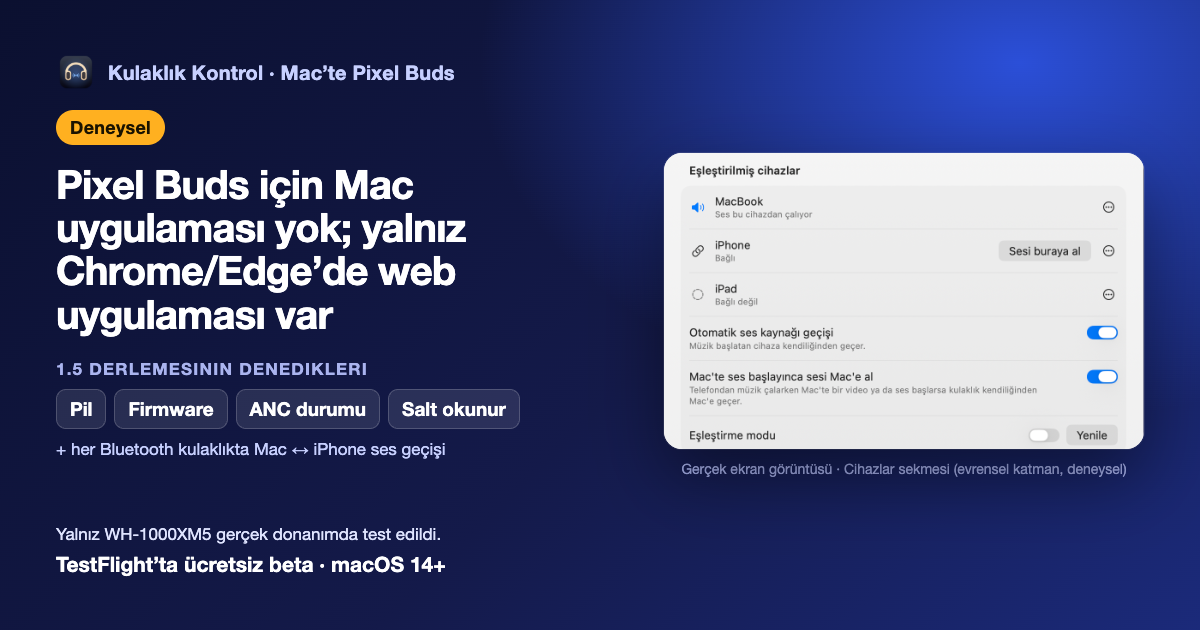 Kulaklık Kontrol · Mac’te Pixel Buds
Deneysel
Pixel Buds için Mac
uygulaması yok; yalnız
Chrome/Edge’de web
uygulaması var
1.5 DERLEMESININ DENEDIKLERI
Pil
Firmware
ANC durumu
Salt okunur
+ her Bluetooth kulaklıkta Mac ↔ iPhone ses geçişi
Yalnız WH-1000XM5 gerçek donanımda test edildi.
TestFlight’ta ücretsiz beta · macOS 14+
Eşleştirilmiş cihazlar
MacBook
Ses bu cihazdan çalıyor
iPhone
Bağlı
Sesi buraya al
iPad
Bağlı değil
Otomatik ses kaynağı geçişi
Müzik başlatan cihaza kendiliğinden geçer.
Mac'te ses başlayınca sesi Mac'e al
Telefondan müzik çalarken Mac'te bir video ya da ses başlarsa kulaklık kendiliğinden
Mac'e geçer.
Eşleştirme modu
Yenile
Gerçek ekran görüntüsü · Cihazlar sekmesi (evrensel katman, deneysel)